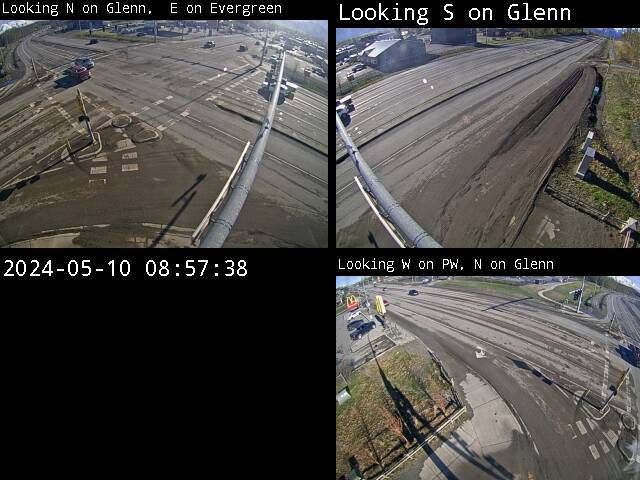 Looking N on Glenn, E on Evergreen
Looking S on Glenn
2024-05-10 08:57:38
Looking W on PW, N on Glenn